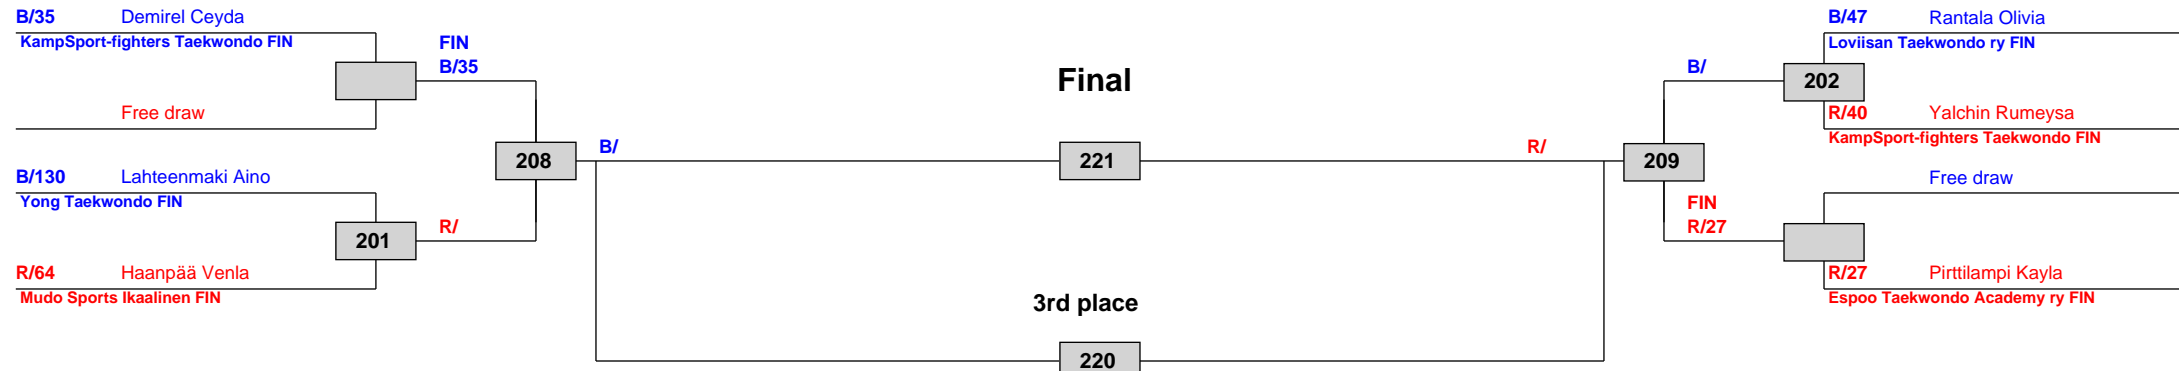 B/35 Demirel Ceyda
KampSport-fighters Taekwondo FIN
Free draw
FIN
B/35
B/130 Lahteenmaki Aino
Yong Taekwondo FIN
201
R/64 Haanpää Venla
Mudo Sports Ikaalinen FIN
R/
208
B/
Final
221
3rd place
220
R/
209
B/
FIN
R/27
B/47 Rantala Olivia
Loviisan Taekwondo ry FIN
202
R/40 Yalchin Rumeysa
KampSport-fighters Taekwondo FIN
Free draw
R/27 Pirttilampi Kayla
Espoo Taekwondo Academy ry FIN